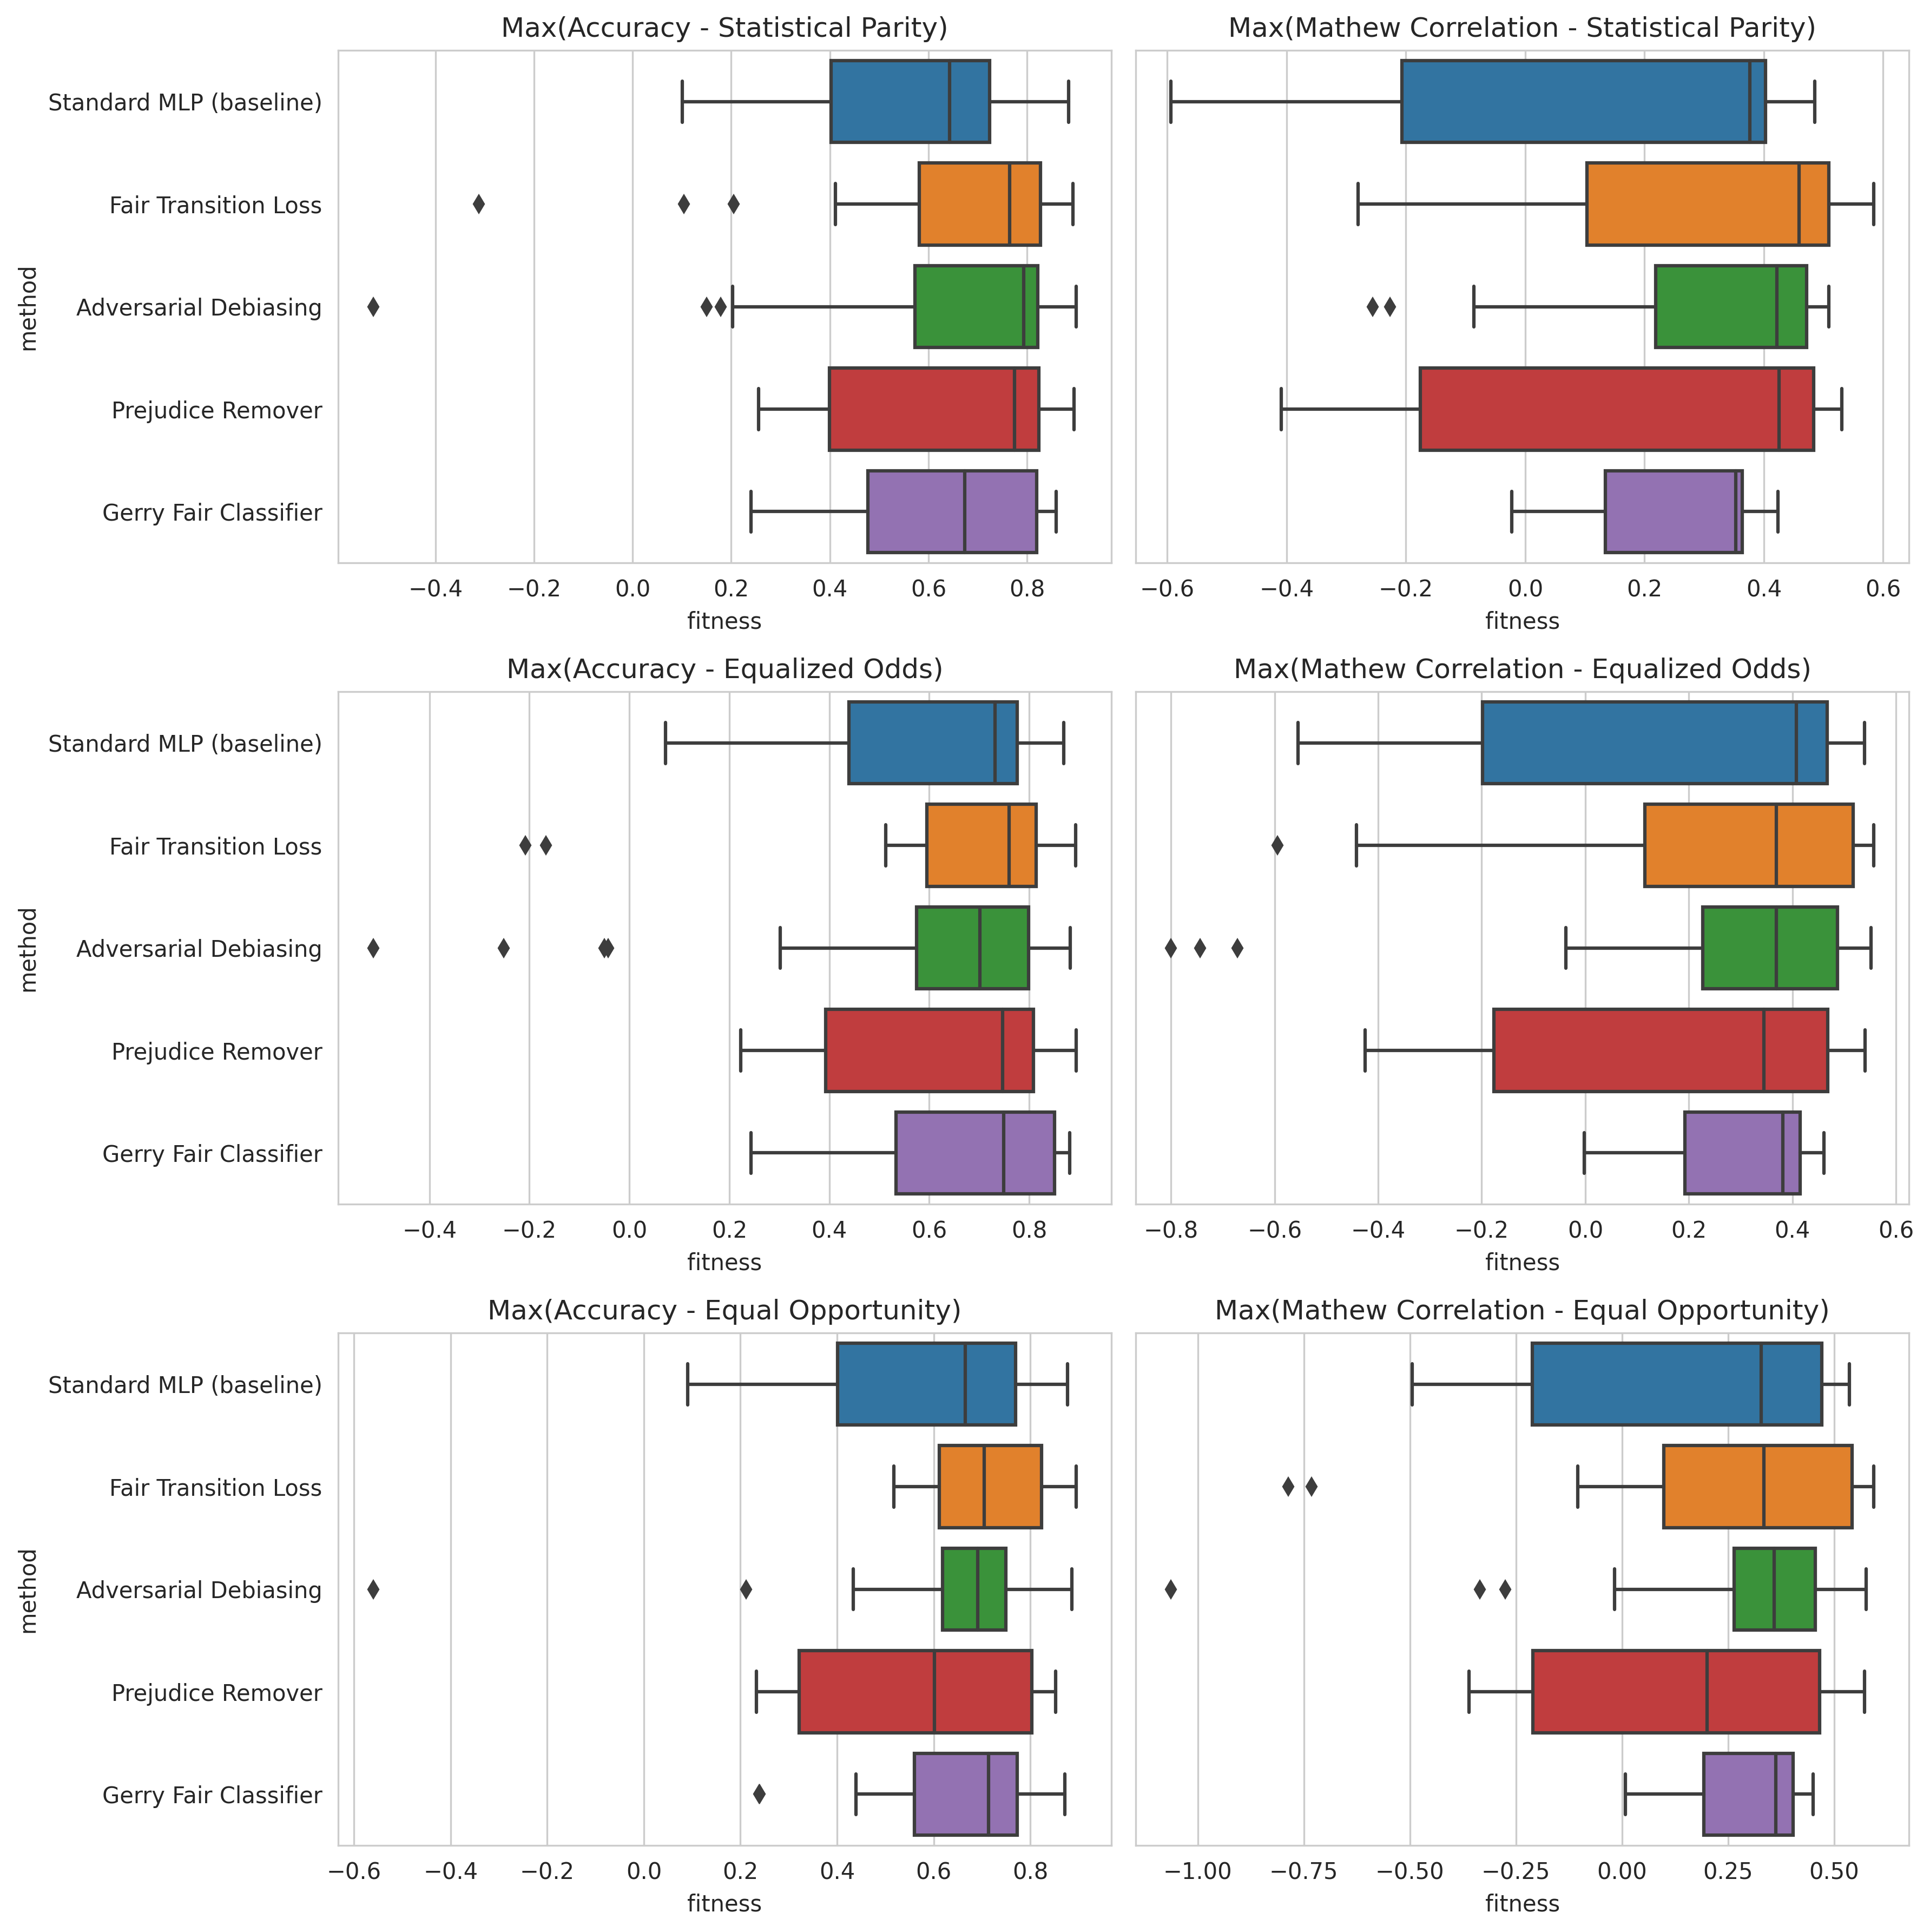 Max(Accuracy - Statistical Parity)
Standard MLP (baseline)
Fair Transition Loss
Adversarial Debiasing
Prejudice Remover
Gerry Fair Classifier
method
−0.4 −0.2 0.0 0.2 0.4 0.6 0.8
fitness
Max(Mathew Correlation - Statistical Parity)
−0.6 −0.4 −0.2 0.0 0.2 0.4 0.6
fitness
Max(Accuracy - Equalized Odds)
Standard MLP (baseline)
Fair Transition Loss
Adversarial Debiasing
Prejudice Remover
Gerry Fair Classifier
method
−0.4 −0.2 0.0 0.2 0.4 0.6 0.8
fitness
Max(Mathew Correlation - Equalized Odds)
−0.8 −0.6 −0.4 −0.2 0.0 0.2 0.4 0.6
fitness
Max(Accuracy - Equal Opportunity)
Standard MLP (baseline)
Fair Transition Loss
Adversarial Debiasing
Prejudice Remover
Gerry Fair Classifier
method
−0.6 −0.4 −0.2 0.0 0.2 0.4 0.6 0.8
fitness
Max(Mathew Correlation - Equal Opportunity)
−1.00 −0.75 −0.50 −0.25 0.00 0.25 0.50
fitness